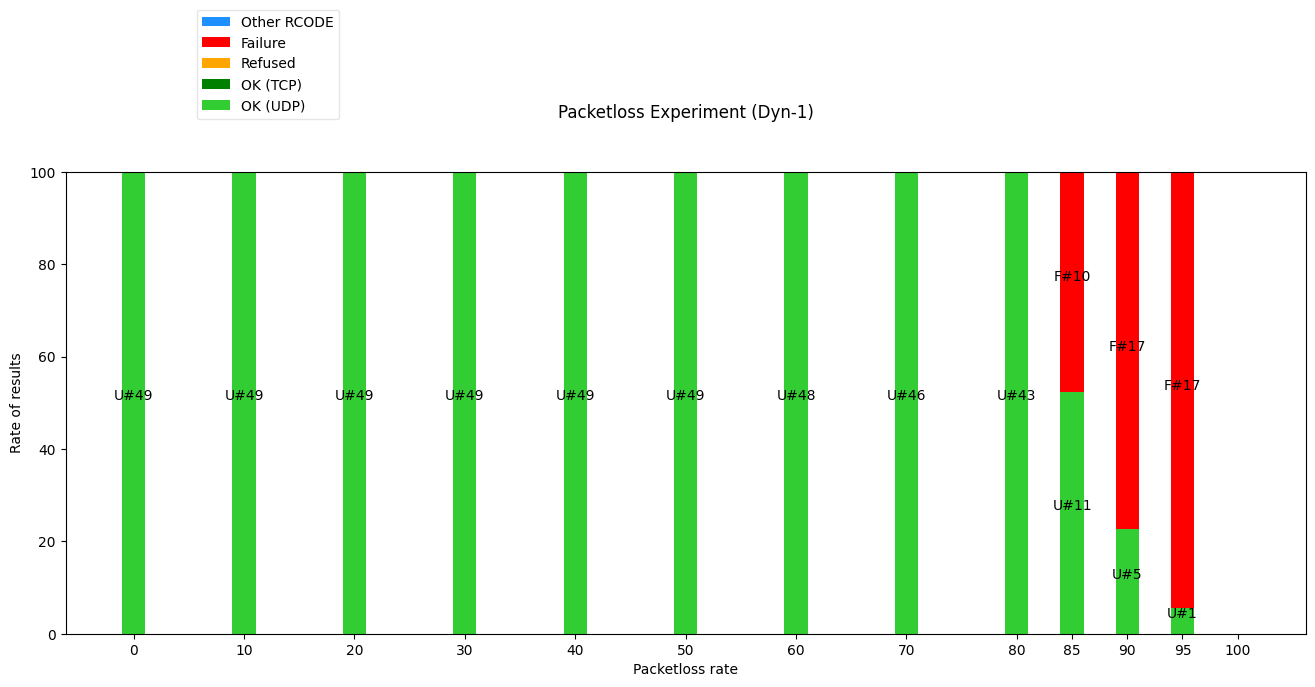 Other RCODE
Failure
Refused
OK (TCP)
OK (UDP)
Packetloss Experiment (Dyn-1)
100
80
60
40
20
0
Rate of results
U#49
U#49
U#49
U#49
U#49
U#49
U#48
U#46
U#43
F#10
U#11
F#17
U#5
F#17
U#1
0 10 20 30 40 50 60 70 80 85 90 95 100
Packetloss rate